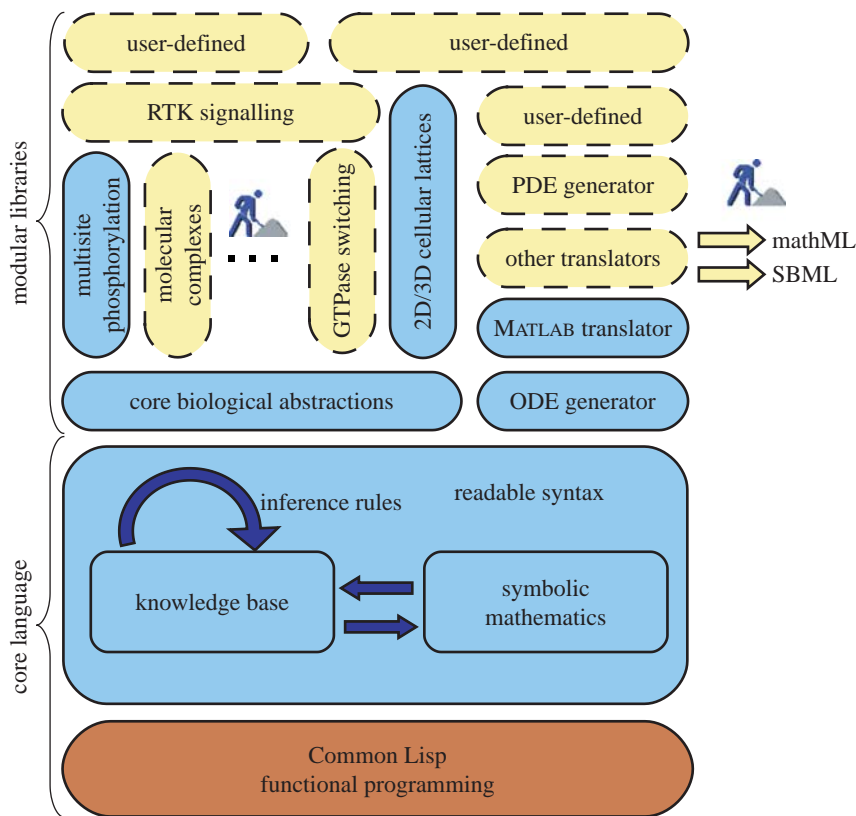 user-defined
user-defined
RTK signalling
2D/3D cellular lattices
user-defined
modular libraries
multisite
phosphorylation
molecular
complexes
GTPase switching
PDE generator
other translators
mathML
SBML
MATLAB translator
core biological abstractions
ODE generator
core language
inference rules
readable syntax
knowledge base
symbolic
mathematics
Common Lisp
functional programming